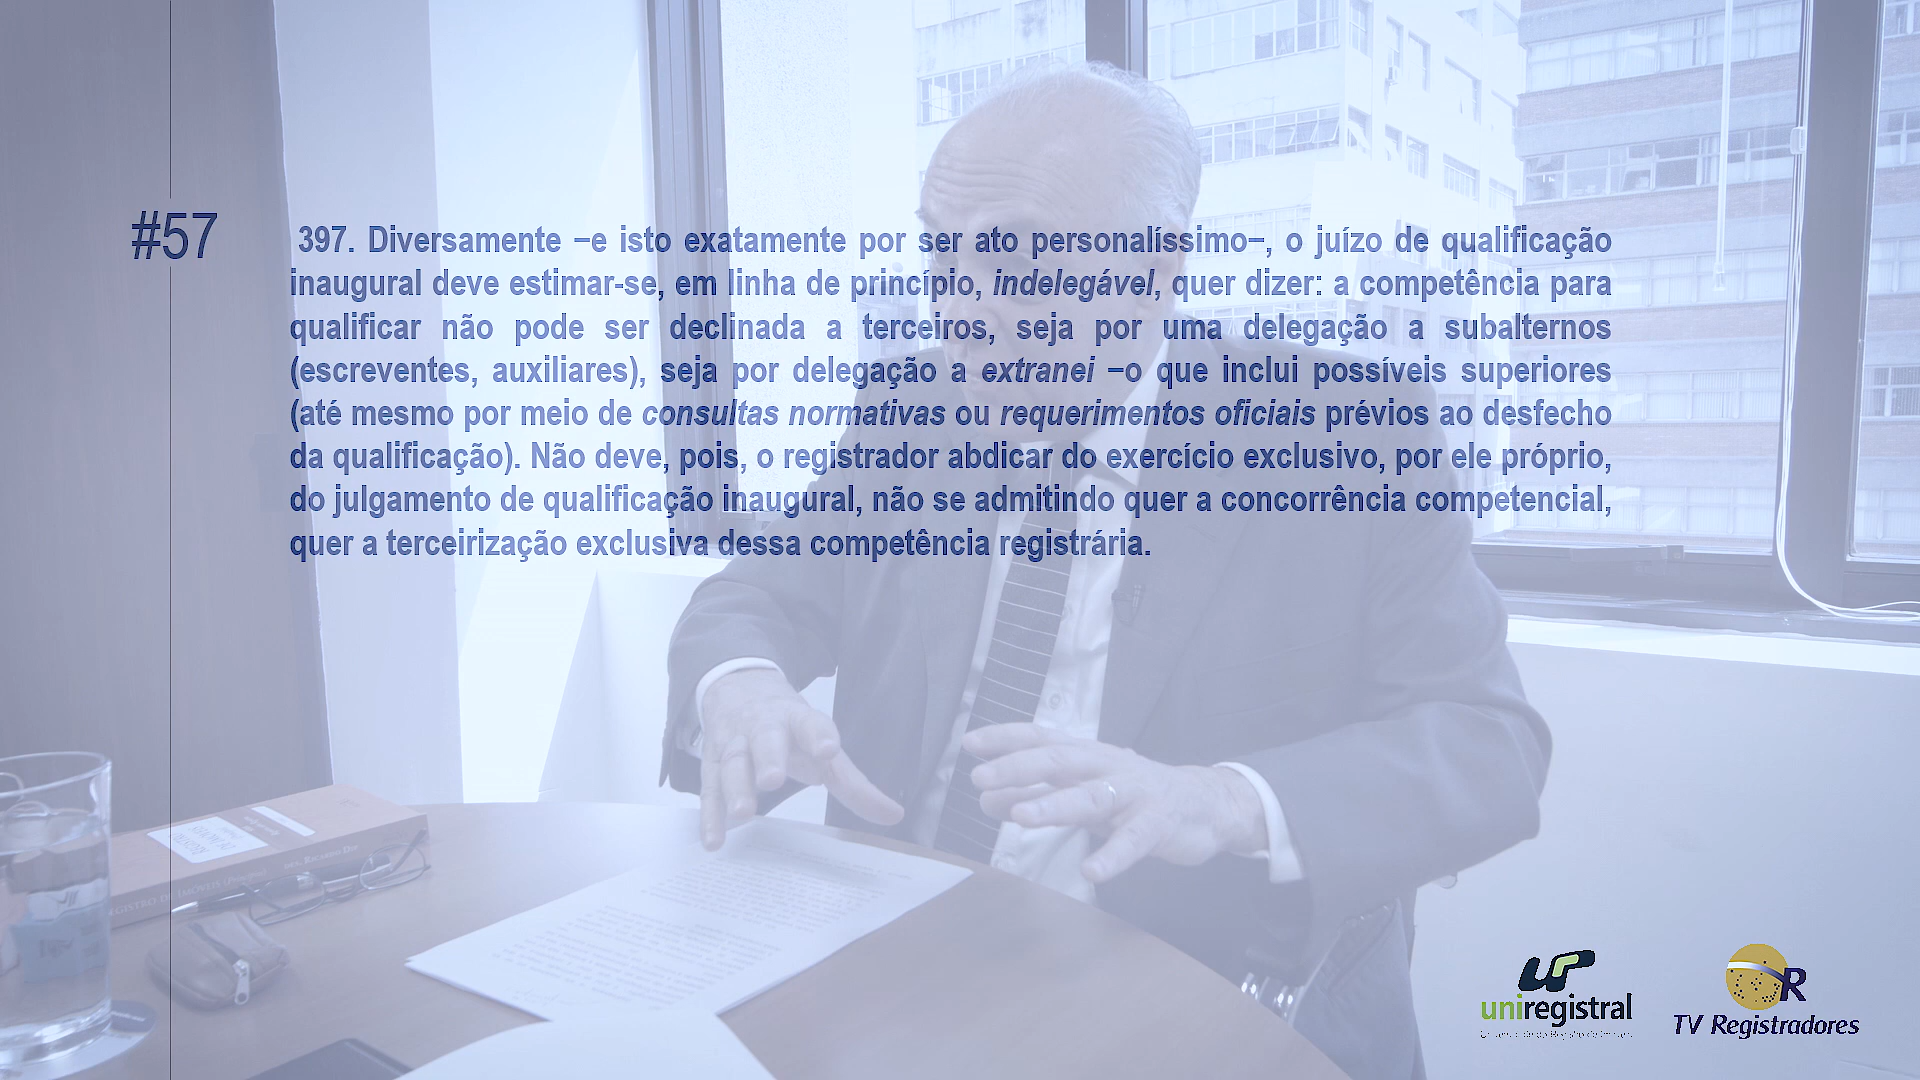 #57
397. Diversamente –e isto exatamente por ser ato personalíssimo–, o juízo de qualificação
inaugural deve estimar-se, em linha de princípio, indelegável, quer dizer: a competência para
qualificar não pode ser declinada a terceiros, seja por uma delegação a subalternos
(escreventes, auxiliares), seja por delegação a extranei –o que inclui possíveis superiores
(até mesmo por meio de consultas normativas ou requerimentos oficiais prévios ao desfecho
da qualificação). Não deve, pois, o registrador abdicar do exercício exclusivo, por ele próprio,
do julgamento de qualificação inaugural, não se admitindo quer a concorrência competencial,
quer a terceirização exclusiva dessa competência registrária.
uniregistral
R
TV Registradores